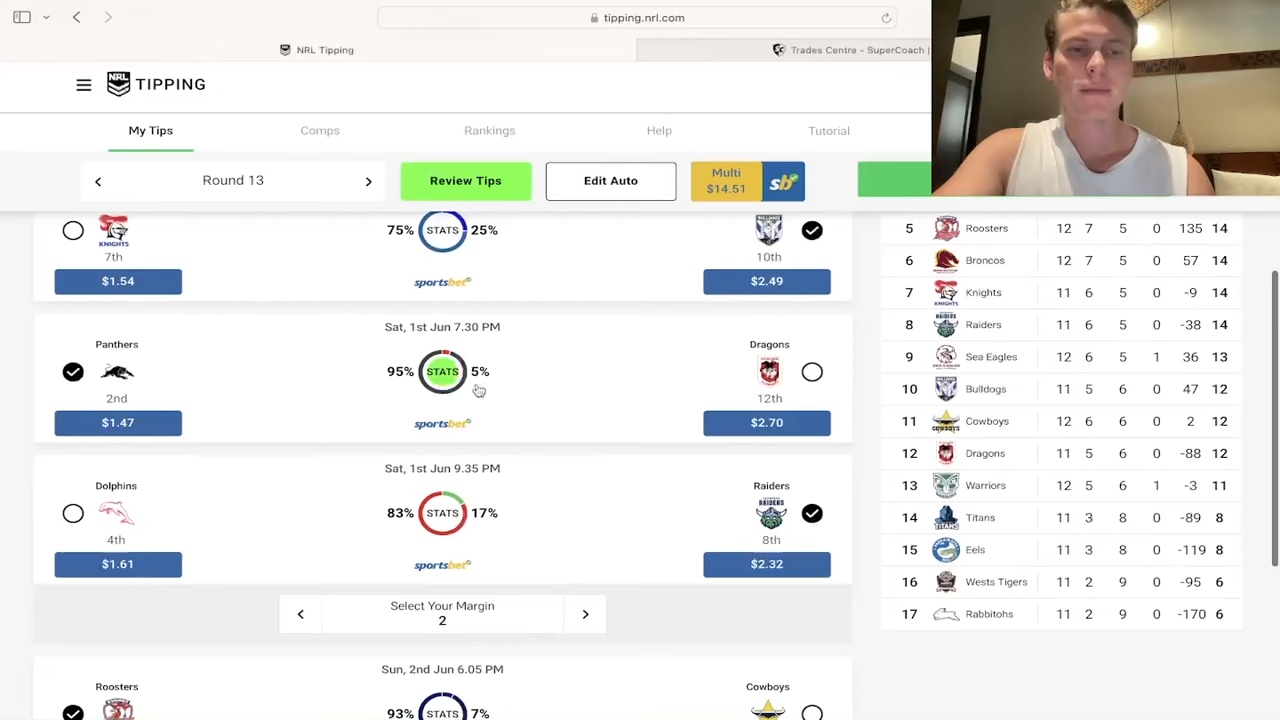 tipping.nrl.com
NRL Tipping
Trades Centre - SuperCoach |
NRL TIPPING
My Tips
Comps
Rankings
Help
Tutorial
Round 13
Review Tips
Edit Auto
Multi
$14.51
sb
KNIGHTS
75% STATS 25%
BULLDOGS
7th
10th
$1.54
sportsbet
$2.49
Sat, 1st Jun 7.30 PM
Panthers
Dragons
95% STATS 5%
2nd
12th
$1.47
sportsbet
$2.70
Sat, 1st Jun 9.35 PM
Dolphins
Raiders
83% STATS 17%
RAIDERS
4th
8th
$1.61
sportsbet
$2.32
Select Your Margin
2
Sun, 2nd Jun 6.05 PM
Roosters
Cowboys
93% STATS 7%
5 Roosters 12 7 5 0 135 14
6 Broncos 12 7 5 0 57 14
7 Knights 11 6 5 0 -9 14
8 Raiders 11 6 5 0 -38 14
9 Sea Eagles 12 6 5 1 36 13
10 Bulldogs 11 5 6 0 47 12
11 Cowboys 12 6 6 0 2 12
12 Dragons 11 5 6 0 -88 12
13 Warriors 12 5 6 1 -3 11
14 Titans 11 3 8 0 -89 8
15 Eels 11 3 8 0 -119 8
16 Wests Tigers 11 2 9 0 -95 6
17 Rabbitohs 11 2 9 0 -170 6